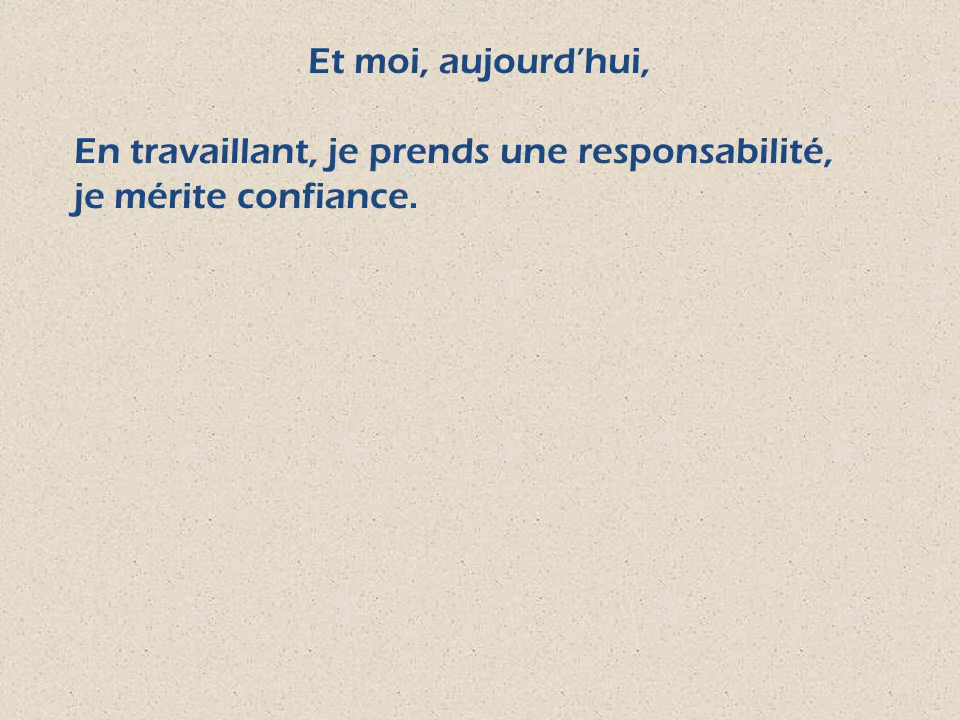 Et moi, aujourd’hui,
En travaillant, je prends une responsabilité,
je mérite confiance.